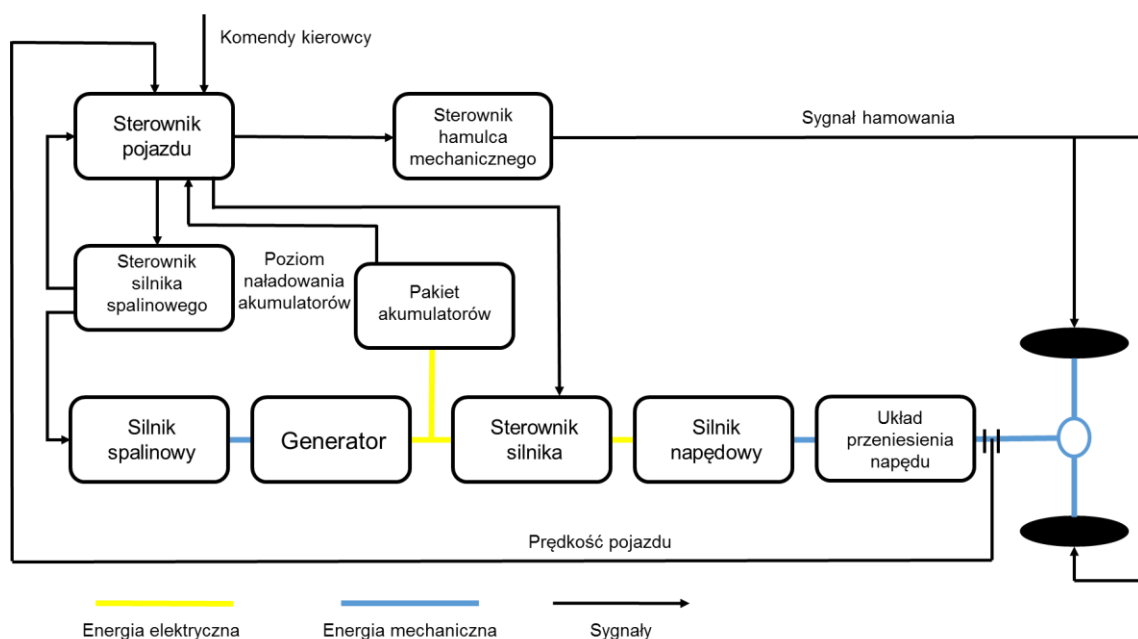 Komendy kierowcy
Sterownik
pojazdu
Sterownik
hamulca
mechanicznego
Sygnał hamowania
Sterownik
silnika
spalinowego
Poziom
naładowania
akumulatorów
Pakiet
akumulatorów
Silnik
spalinowy
Generator
Sterownik
silnika
Silnik
napędowy
Układ
przeniesienia
napędu
Prędkość pojazdu
Energia elektryczna
Energia mechaniczna
Sygnały